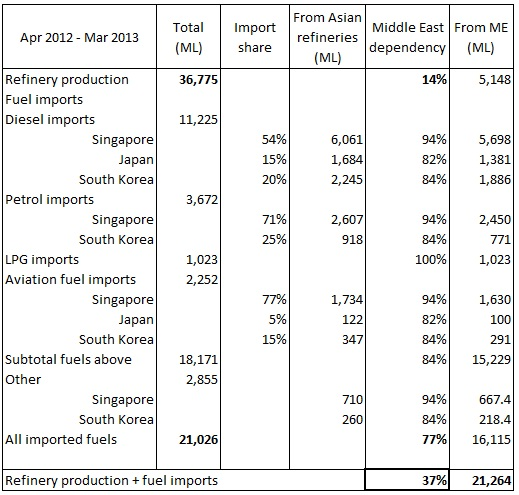 Apr 2012 - Mar 2013 Total (ML) Import share From Asian refineries (ML) Middle East dependency From ME (ML)
Refinery production 36,775 14% 5,148
Fuel imports
Diesel imports 11,225
Singapore 54% 6,061 94% 5,698
Japan 15% 1,684 82% 1,381
South Korea 20% 2,245 84% 1,886
Petrol imports 3,672
Singapore 71% 2,607 94% 2,450
South Korea 25% 918 84% 771
LPG imports 1,023 100% 1,023
Aviation fuel imports 2,252
Singapore 77% 1,734 94% 1,630
Japan 5% 122 82% 100
South Korea 15% 347 84% 291
Subtotal fuels above 18,171 84% 15,229
Other 2,855
Singapore 710 94% 667.4
South Korea 260 84% 218.4
All imported fuels 21,026 77% 16,115
Refinery production + fuel imports 37% 21,264